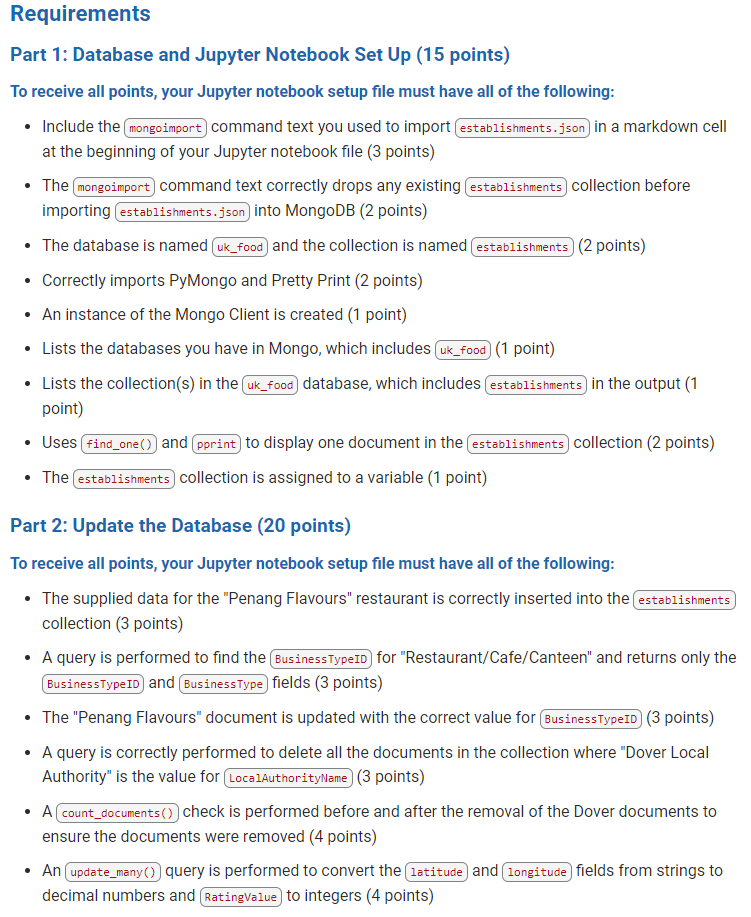 Requirements
Part 1: Database and Jupyter Notebook Set Up (15 points)
To receive all points, your Jupyter notebook setup file must have all of the following:
• Include the mongoimport command text you used to import establishments.json in a markdown cell
at the beginning of your Jupyter notebook file (3 points)
• The mongoimport command text correctly drops any existing establishments collection before
importing establishments.json into MongoDB (2 points)
• The database is named uk_food and the collection is named establishments (2 points)
• Correctly imports PyMongo and Pretty Print (2 points)
• An instance of the Mongo Client is created (1 point)
• Lists the databases you have in Mongo, which includes uk_food (1 point)
• Lists the collection(s) in the uk_food database, which includes establishments in the output (1
point)
• Uses find_one() and pprint to display one document in the establishments collection (2 points)
• The establishments collection is assigned to a variable (1 point)
Part 2: Update the Database (20 points)
To receive all points, your Jupyter notebook setup file must have all of the following:
• The supplied data for the "Penang Flavours" restaurant is correctly inserted into the establishments
collection (3 points)
• A query is performed to find the BusinessTypeID for "Restaurant/Cafe/Canteen" and returns only the
BusinessTypeID and BusinessType fields (3 points)
• The "Penang Flavours" document is updated with the correct value for BusinessTypeID (3 points)
• A query is correctly performed to delete all the documents in the collection where "Dover Local
Authority" is the value for LocalAuthorityName (3 points)
• A count_documents() check is performed before and after the removal of the Dover documents to
ensure the documents were removed (4 points)
• An update_many() query is performed to convert the latitude and longitude fields from strings to
decimal numbers and RatingValue to integers (4 points)